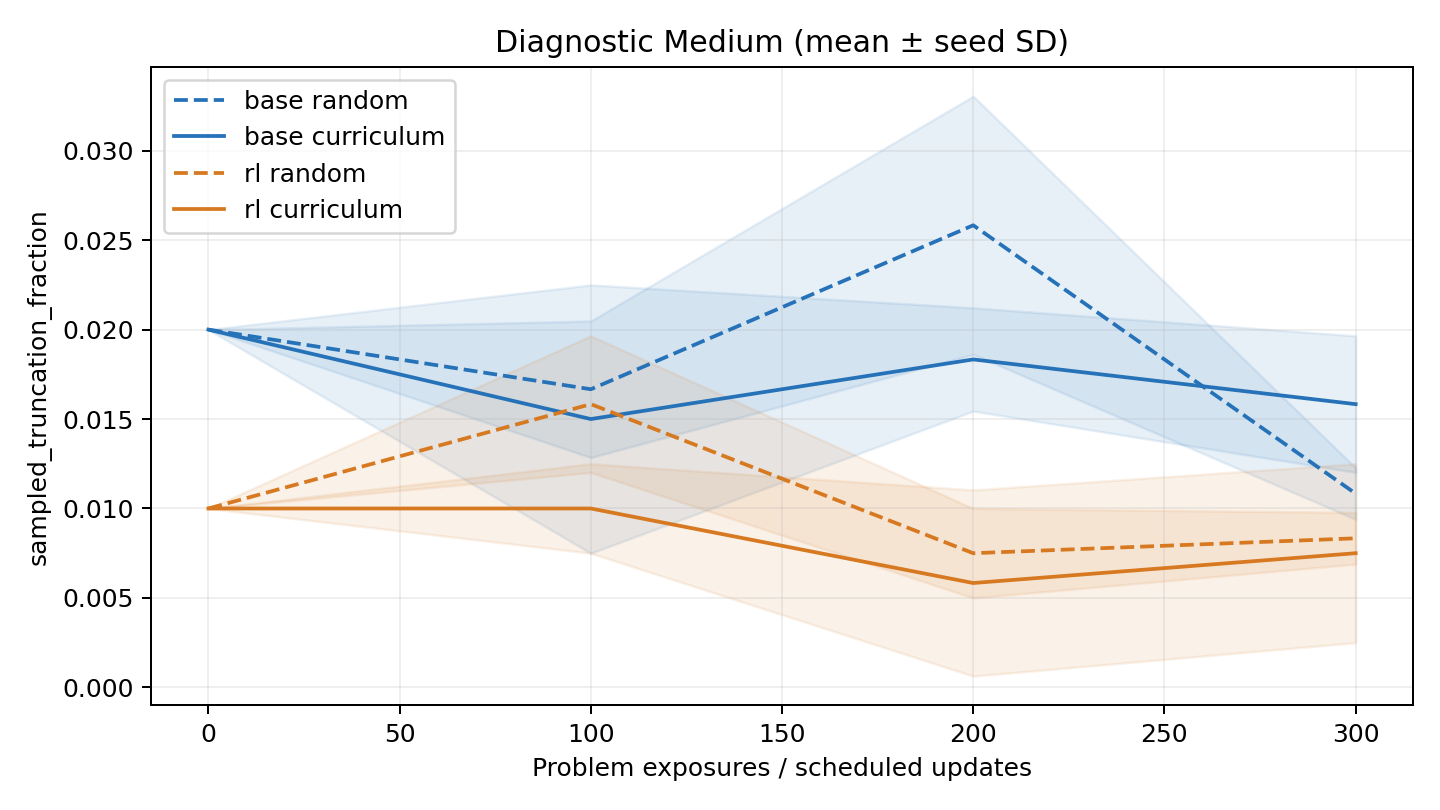 Diagnostic Medium (mean ± seed SD)
base random
base curriculum
rl random
rl curriculum
sampled_truncation_fraction
0.030
0.025
0.020
0.015
0.010
0.005
0.000
0 50 100 150 200 250 300
Problem exposures / scheduled updates